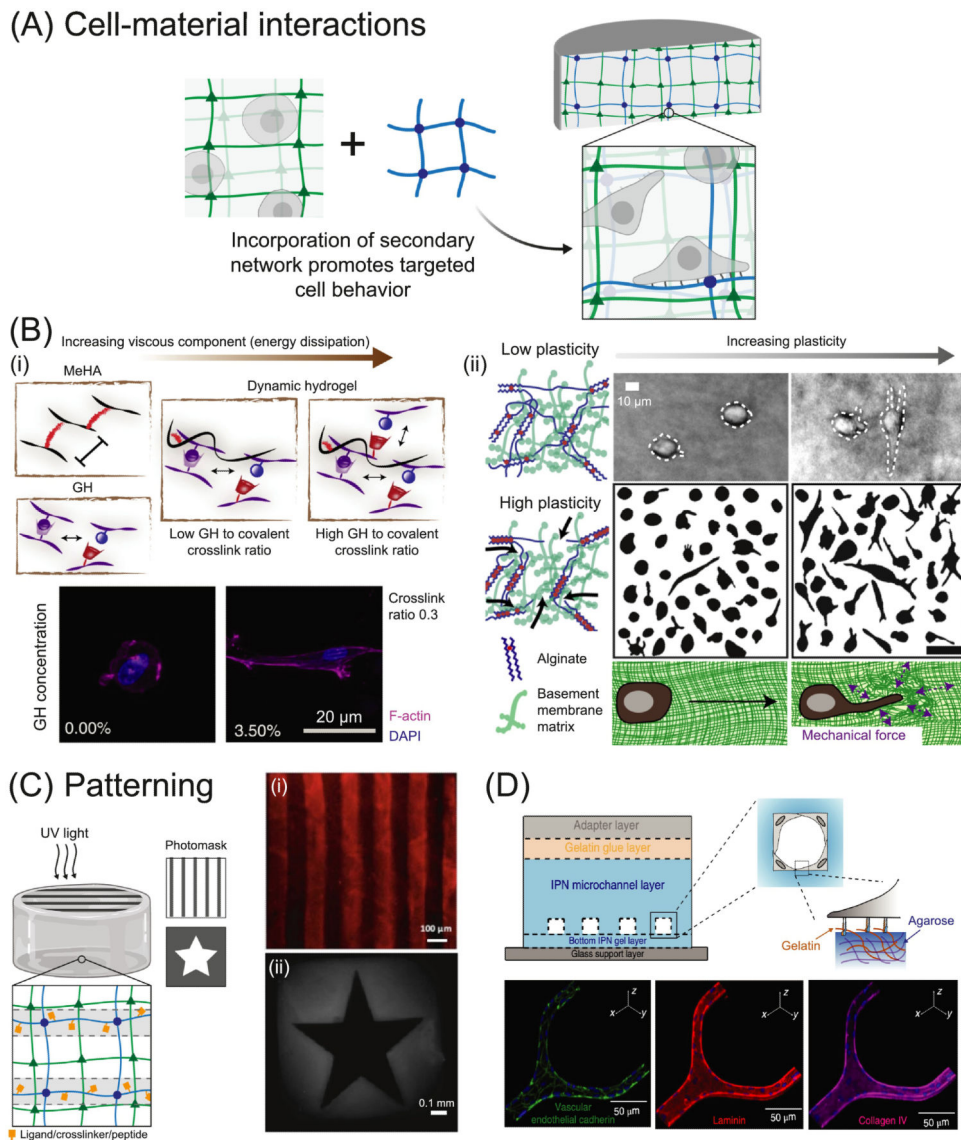 (A) Cell-material interactions
+
Incorporation of secondary
network promotes targeted
cell behavior
(B)
Increasing viscous component (energy dissipation)
(i)
MeHA
Dynamic hydrogel
GH
Low GH to covalent
crosslink ratio
High GH to covalent
crosslink ratio
GH concentration
0.00%
3.50%
20 μm
Crosslink
ratio 0.3
F-actin
DAPI
(ii)
Low plasticity
Increasing plasticity
10 μm
High plasticity
Alginate
Basement
membrane
matrix
Mechanical force
(C) Patterning
UV light
Photomask
Ligand/crosslinker/peptide
(i)
100 μm
(ii)
0.1 mm
(D)
Adapter layer
Gelatin glue layer
IPN microchannel layer
Bottom IPN gel layer
Glass support layer
Gelatin
Agarose
z
x
y
Vascular
endothelial cadherin
50 μm
z
x
y
Laminin
50 μm
z
x
y
Collagen IV
50 μm